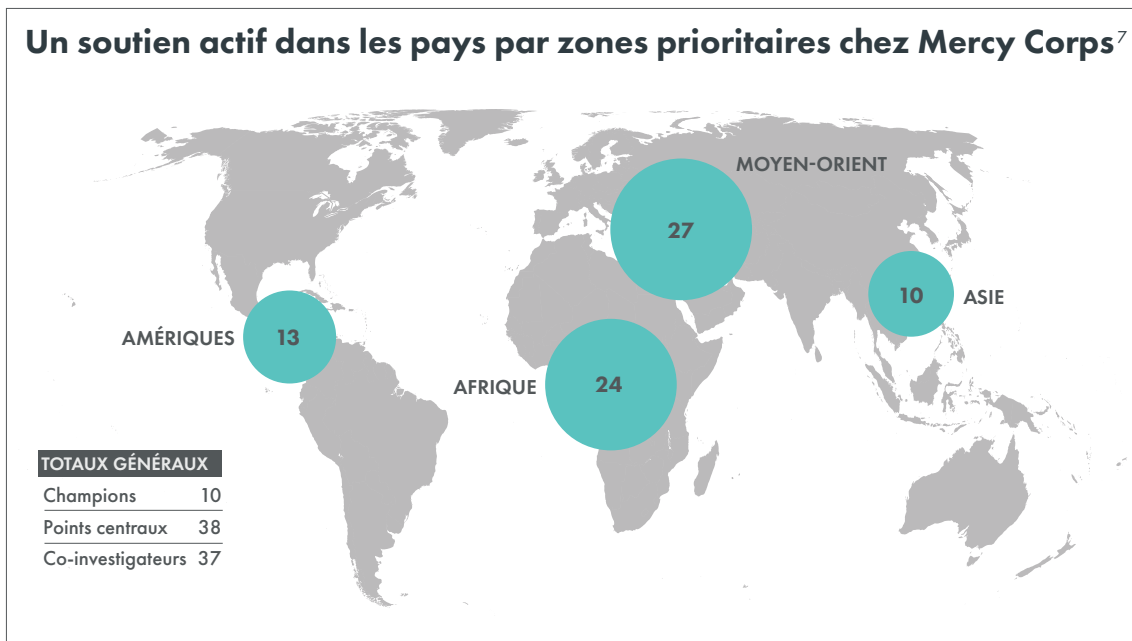 Un soutien actif dans les pays par zones prioritaires chez Mercy Corps7
MOYEN-ORIENT
27
10
ASIE
AMÉRIQUES
13
AFRIQUE
24
TOTAUX GÉNÉRAUX
Champions 10
Points centraux 38
Co-investigateurs 37